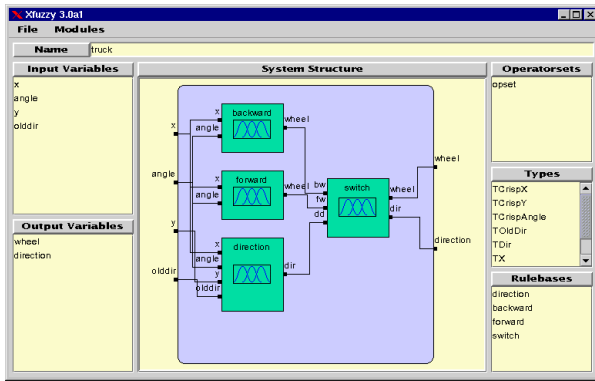 Xfuzzy 3.0a1
File Modules
Name truck
Input Variables
x
angle
y
olddir
Output Variables
wheel
direction
System Structure
x
angle
y
olddir
x
angle
backward
wheel
x
angle
forward
wheel
x
angle
y
olddir
direction
dir
bw
fw
dd
switch
wheel
dir
wheel
direction
Operatorsets
opset
Types
TCrispX
TCrispY
TCrispAngle
TOldDir
TDir
TX
Rulebases
direction
backward
forward
switch